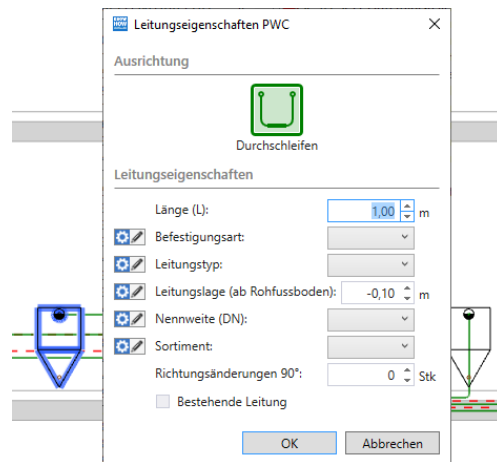 Leitungseigenschaften PWC
Ausrichtung
Durchschleifen
Leitungseigenschaften
Länge (L): 1,00 m
Befestigungsart:
Leitungstyp:
Leitungslage (ab Rohfussboden): -0,10 m
Nennweite (DN):
Sortiment:
Richtungsänderungen 90°: 0 Stk
Bestehende Leitung
OK Abbrechen